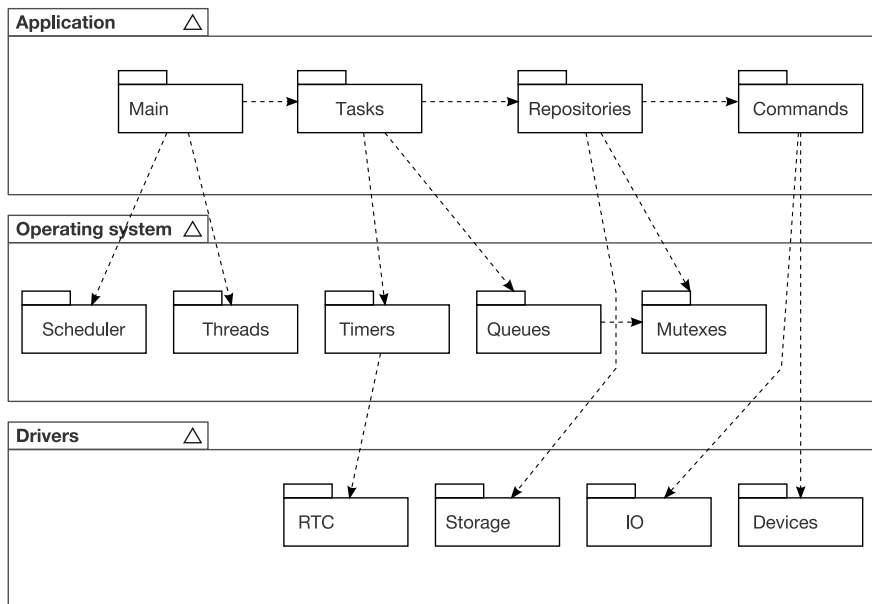 Application
Main
Tasks
Repositories
Commands
Operating system
Scheduler
Threads
Timers
Queues
Mutexes
Drivers
RTC
Storage
IO
Devices